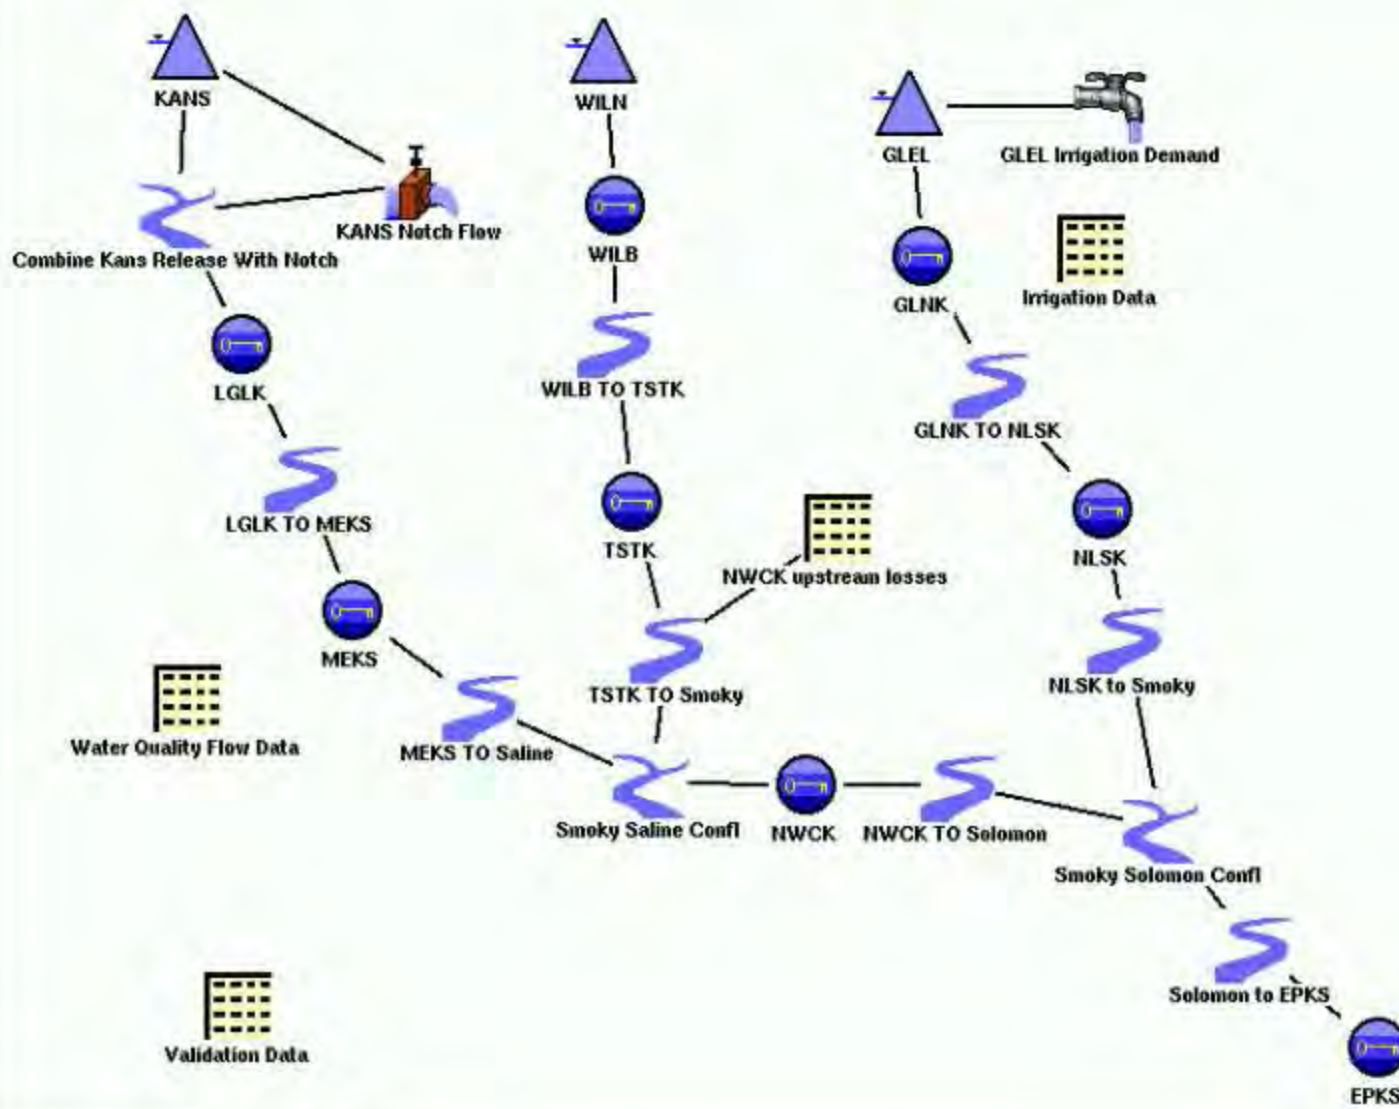 KANS
WILN
GLEL
GLEL Irrigation Demand
KANS Notch Flow
Combine Kans Release With Notch
WILB
GLNK
Irrigation Data
LGLK
WILB TO TSTK
GLNK TO NLSK
LGLK TO MEKS
TSTK
NWCK upstream losses
NLSK
MEKS
TSTK TO Smoky
NLSK to Smoky
Water Quality Flow Data
MEKS TO Saline
Smoky Saline Confl
NWCK
NWCK TO Solomon
Smoky Solomon Confl
Solomon to EPKS
Validation Data
EPKS